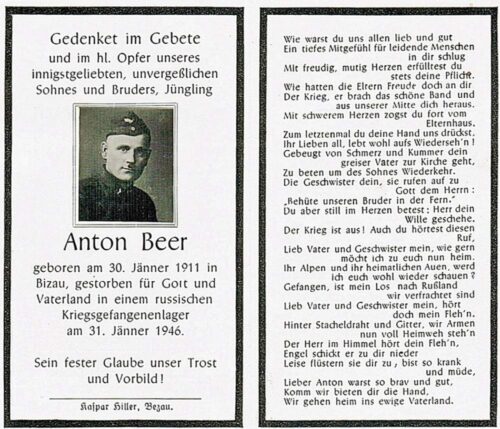 Gedenket im Gebete
und im hl. Opfer unseres
innigstgeliebten, unvergeßlichen
Sohnes und Bruders, Jüngling
Anton Beer
geboren am 30. Jänner 1911 in
Bizau, gestorben für Gott und
Vaterland in einem russischen
Kriegsgefangenenlager
am 31. Jänner 1946.
Sein fester Glaube unser Trost
und Vorbild!
Kaspar Hiller, Bezau.
Wie warst du uns allen lieb und gut
Ein tiefes Mitgefühl für leidende Menschen
in dir schlug
Mit freudig, mutig Herzen erfülltest du
stets deine Pflicht.
Wie hatten die Eltern Freude doch an dir
Der Krieg, er brach das schöne Band und
aus unserer Mitte dich heraus.
Mit schwerem Herzen zogst du fort vom
Elternhaus.
Zum letztenmal du deine Hand uns drückst.
Ihr Lieben all, lebt wohl aufs Wiederseh'n!
Gebeugt von Schmerz und Kummer dein
greiser Vater zur Kirche geht,
Zu beten um des Sohnes Wiederkehr.
Die Geschwister dein, sie rufen auf zu
Gott dem Herrn:
"Behüte unseren Bruder in der Fern."
Du aber still im Herzen betest: Herr dein
Wille geschehe.
Der Krieg ist aus! Auch du hörtest diesen
Ruf,
Lieb Vater und Geschwister mein, wie gern
möcht ich zu euch nun heim.
Ihr Alpen und ihr heimatlichen Auen, werd
ich euch wohl wieder schauen?
Gefangen, ist mein Los nach Rußland
wir verfrachtet sind
Lieb Vater und Geschwister mein, hört
doch mein Fleh'n.
Hinter Stacheldraht und Gitter, wir Armen
nun voll Heimweh steh'n
Der Herr im Himmel hört dein Fleh'n,
Engel schickt er dir nieder
Leise flüstern sie dir zu, bist so krank
und müde,
Lieber Anton warst so brav und gut,
Komm wir bieten dir die Hand,
Wir gehen heim ins ewige Vaterland.